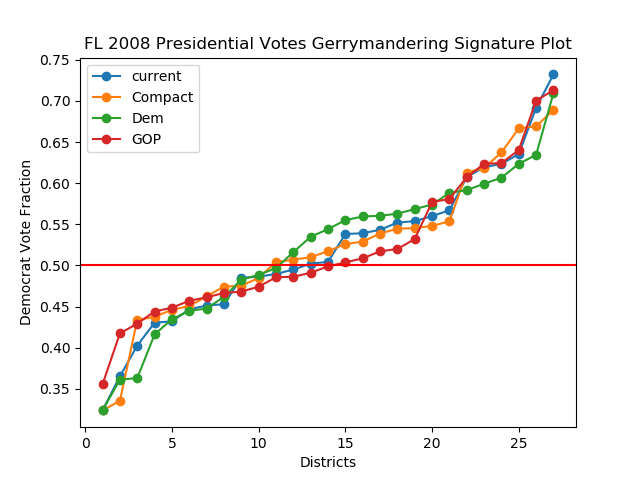 FL 2008 Presidential Votes Gerrymandering Signature Plot
0.75
0.70
0.65
0.60
0.55
0.50
0.45
0.40
0.35
Democrat Vote Fraction
current
Compact
Dem
GOP
0
5
10
15
20
25
Districts